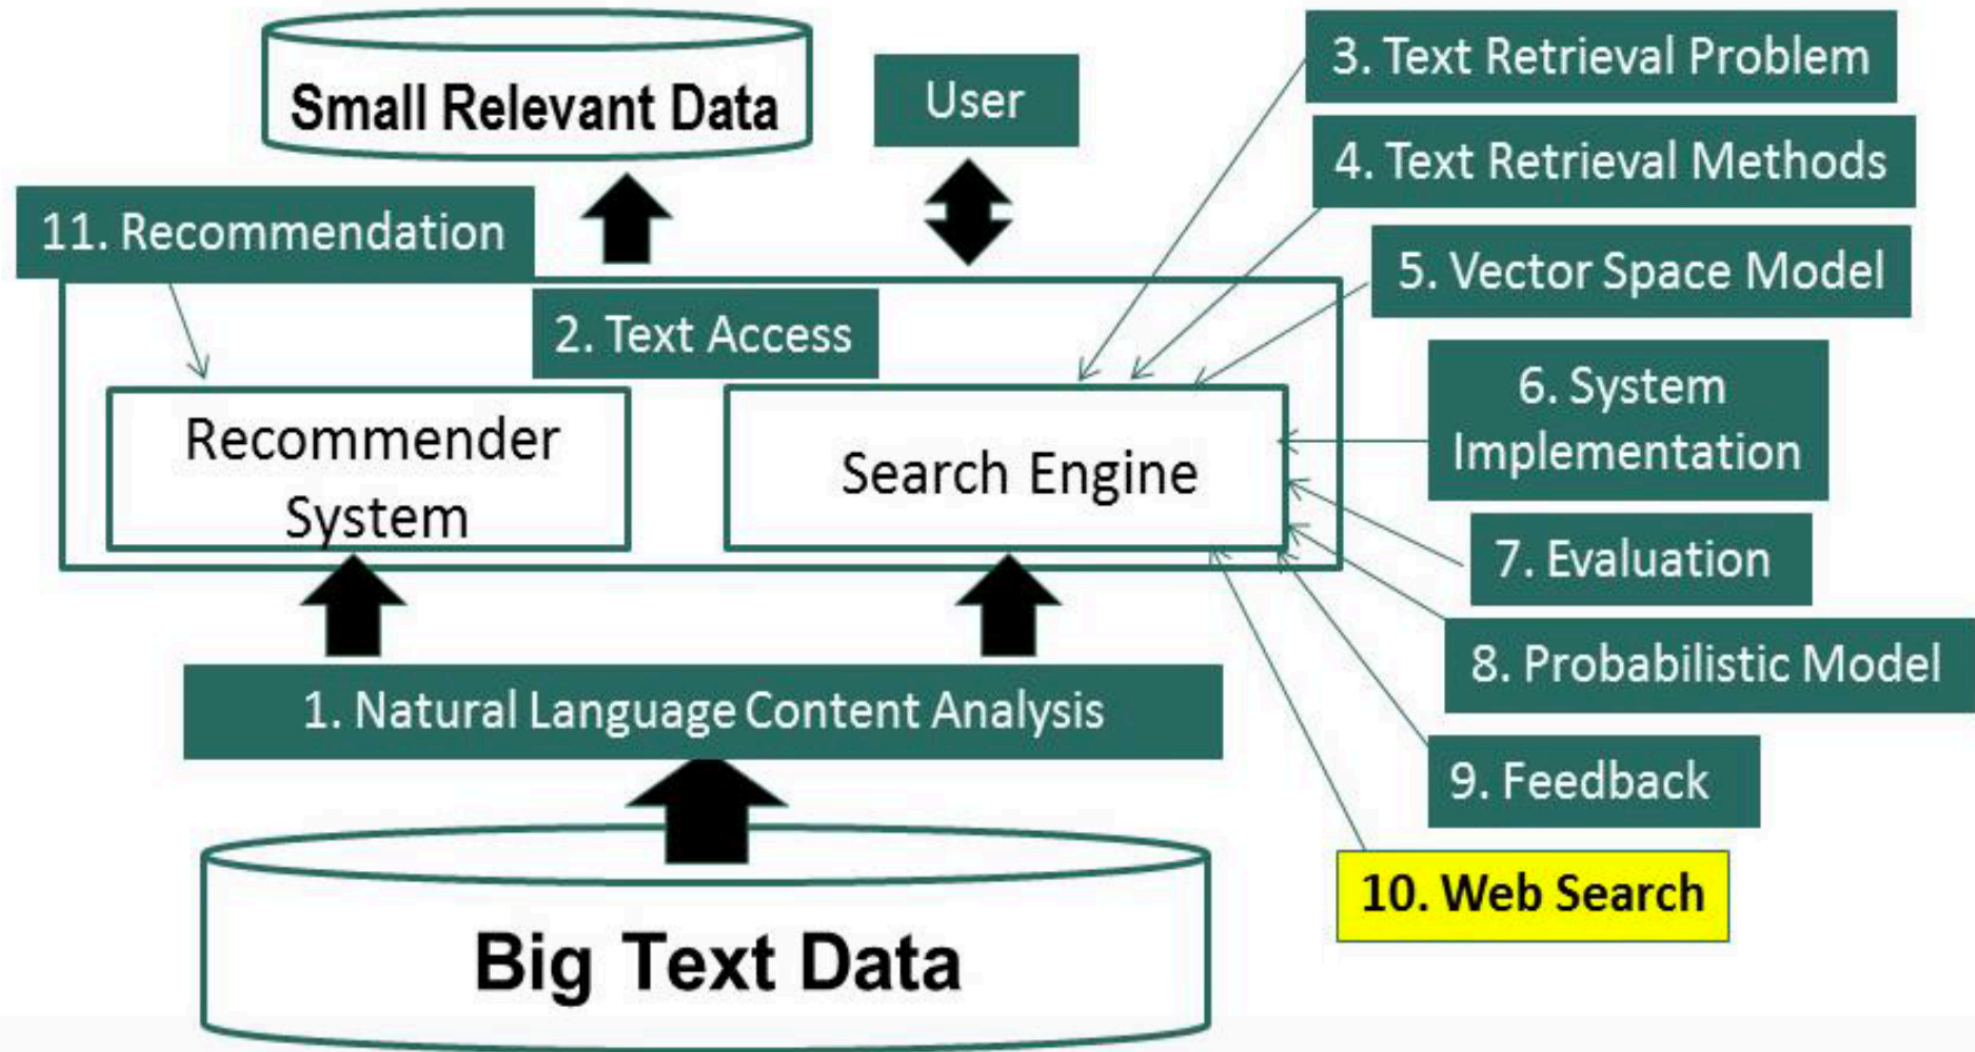 Small Relevant Data
User
3. Text Retrieval Problem
4. Text Retrieval Methods
11. Recommendation
5. Vector Space Model
2. Text Access
6. System
Implementation
Recommender
System
Search Engine
7. Evaluation
8. Probabilistic Model
1. Natural Language Content Analysis
9. Feedback
10. Web Search
Big Text Data